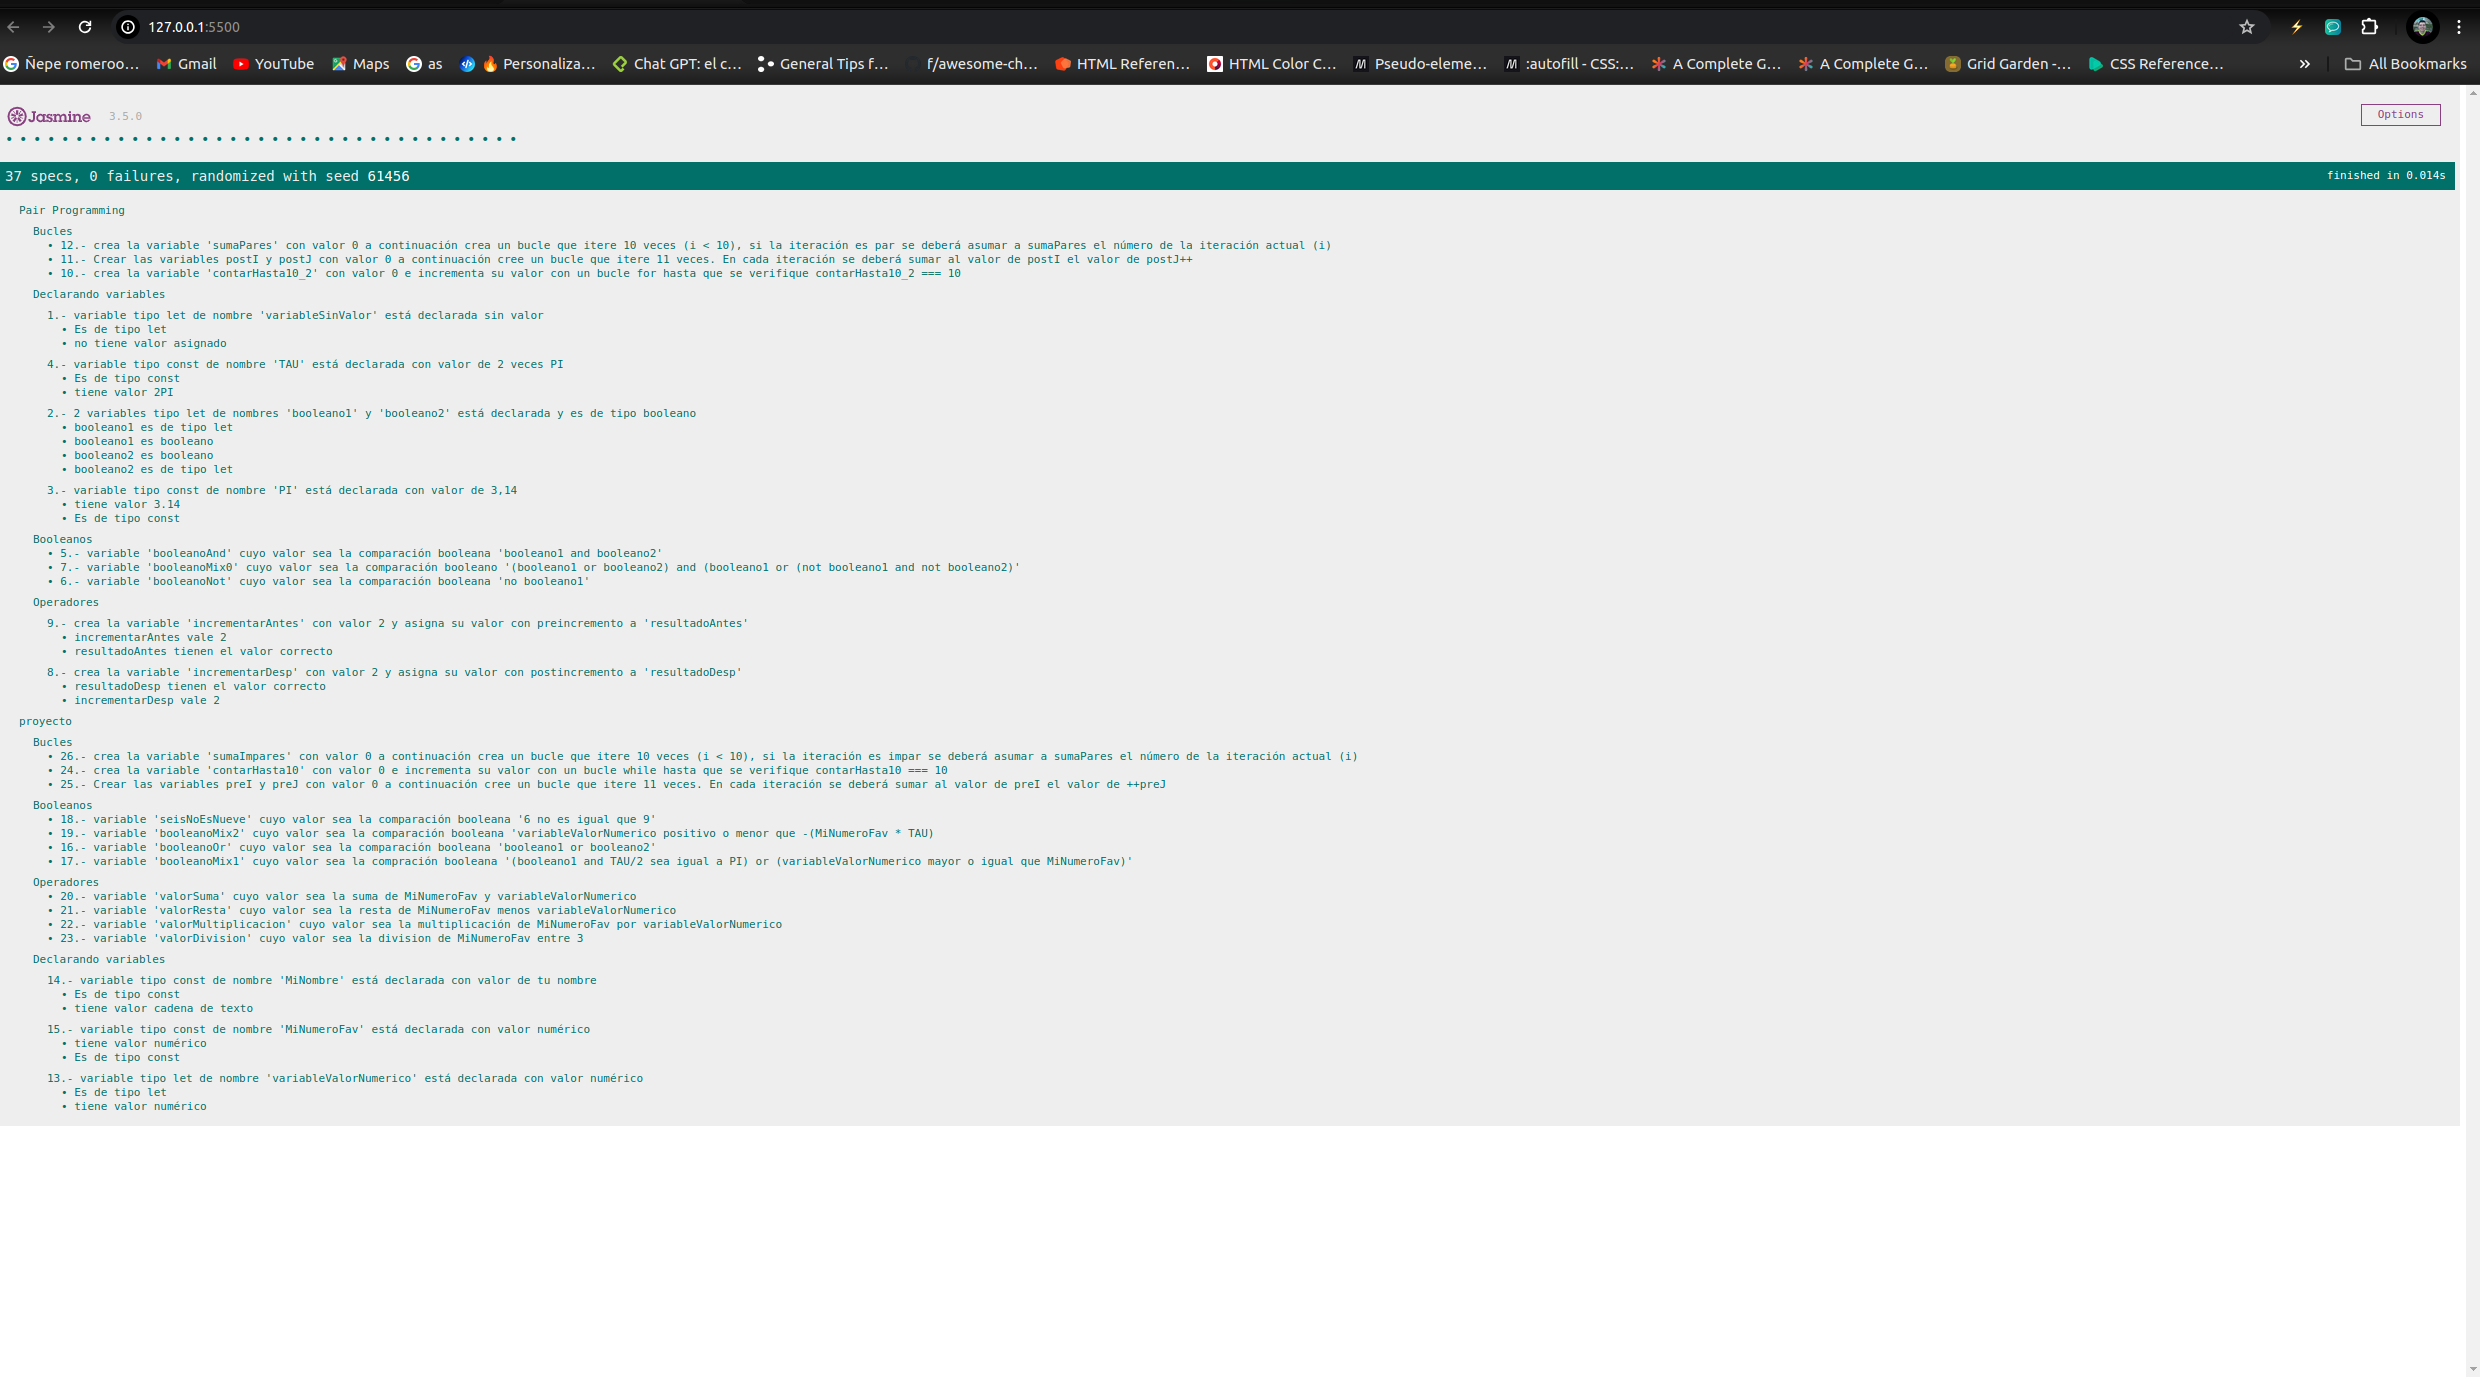 127.0.0.1:5500
Ñepe romeroo... Gmail YouTube Maps as Personaliza... Chat GPT: el c... General Tips f... f/awesome-ch... HTML Referen... HTML Color C... Pseudo-eleme... :autofill - CSS:... A Complete G... A Complete G... Grid Garden -... CSS Reference... » All Bookmarks
Jasmine 3.5.0 Options
37 specs, 0 failures, randomized with seed 61456 finished in 0.014s
Pair Programming
Bucles
• 12.- crea la variable 'sumaPares' con valor 0 a continuación crea un bucle que itere 10 veces (i < 10), si la iteración es par se deberá asumar a sumaPares el número de la iteración actual (i)
• 11.- Crear las variables postI y postJ con valor 0 a continuación cree un bucle que itere 11 veces. En cada iteración se deberá sumar al valor de postI el valor de postJ++
• 10.- crea la variable 'contarHasta10_2' con valor 0 e incrementa su valor con un bucle for hasta que se verifique contarHasta10_2 === 10
Declarando variables
1.- variable tipo let de nombre 'variableSinValor' está declarada sin valor
• Es de tipo let
• no tiene valor asignado
4.- variable tipo const de nombre 'TAU' está declarada con valor de 2 veces PI
• Es de tipo const
• tiene valor 2PI
2.- 2 variables tipo let de nombres 'booleano1' y 'booleano2' está declarada y es de tipo booleano
• booleano1 es de tipo let
• booleano1 es booleano
• booleano2 es booleano
• booleano2 es de tipo let
3.- variable tipo const de nombre 'PI' está declarada con valor de 3,14
• tiene valor 3.14
• Es de tipo const
Booleanos
• 5.- variable 'booleanoAnd' cuyo valor sea la comparación booleana 'booleano1 and booleano2'
• 7.- variable 'booleanoMix0' cuyo valor sea la comparación booleano '(booleano1 or booleano2) and (booleano1 or (not booleano1 and not booleano2)'
• 6.- variable 'booleanoNot' cuyo valor sea la comparación booleana 'no booleano1'
Operadores
9.- crea la variable 'incrementarAntes' con valor 2 y asigna su valor con preincremento a 'resultadoAntes'
• incrementarAntes vale 2
• resultadoAntes tienen el valor correcto
8.- crea la variable 'incrementarDesp' con valor 2 y asigna su valor con postincremento a 'resultadoDesp'
• resultadoDesp tienen el valor correcto
• incrementarDesp vale 2
proyecto
Bucles
• 26.- crea la variable 'sumaImpares' con valor 0 a continuación crea un bucle que itere 10 veces (i < 10), si la iteración es impar se deberá asumar a sumaPares el número de la iteración actual (i)
• 24.- crea la variable 'contarHasta10' con valor 0 e incrementa su valor con un bucle while hasta que se verifique contarHasta10 === 10
• 25.- Crear las variables preI y preJ con valor 0 a continuación cree un bucle que itere 11 veces. En cada iteración se deberá sumar al valor de preI el valor de ++preJ
Booleanos
• 18.- variable 'seisNoEsNueve' cuyo valor sea la comparación booleana '6 no es igual que 9'
• 19.- variable 'booleanoMix2' cuyo valor sea la comparación booleana 'variableValorNumerico positivo o menor que -(MiNumeroFav * TAU)
• 16.- variable 'booleanoOr' cuyo valor sea la comparación booleana 'booleano1 or booleano2'
• 17.- variable 'booleanoMix1' cuyo valor sea la compración booleana '(booleano1 and TAU/2 sea igual a PI) or (variableValorNumerico mayor o igual que MiNumeroFav)'
Operadores
• 20.- variable 'valorSuma' cuyo valor sea la suma de MiNumeroFav y variableValorNumerico
• 21.- variable 'valorResta' cuyo valor sea la resta de MiNumeroFav menos variableValorNumerico
• 22.- variable 'valorMultiplicacion' cuyo valor sea la multiplicación de MiNumeroFav por variableValorNumerico
• 23.- variable 'valorDivision' cuyo valor sea la division de MiNumeroFav entre 3
Declarando variables
14.- variable tipo const de nombre 'MiNombre' está declarada con valor de tu nombre
• Es de tipo const
• tiene valor cadena de texto
15.- variable tipo const de nombre 'MiNumeroFav' está declarada con valor numérico
• tiene valor numérico
• Es de tipo const
13.- variable tipo let de nombre 'variableValorNumerico' está declarada con valor numérico
• Es de tipo let
• tiene valor numérico